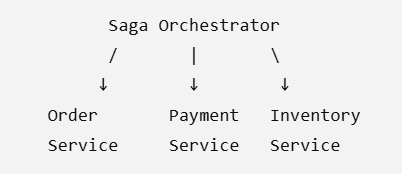 Saga Orchestrator
/ | \
↓ ↓ ↓
Order Payment Inventory
Service Service Service